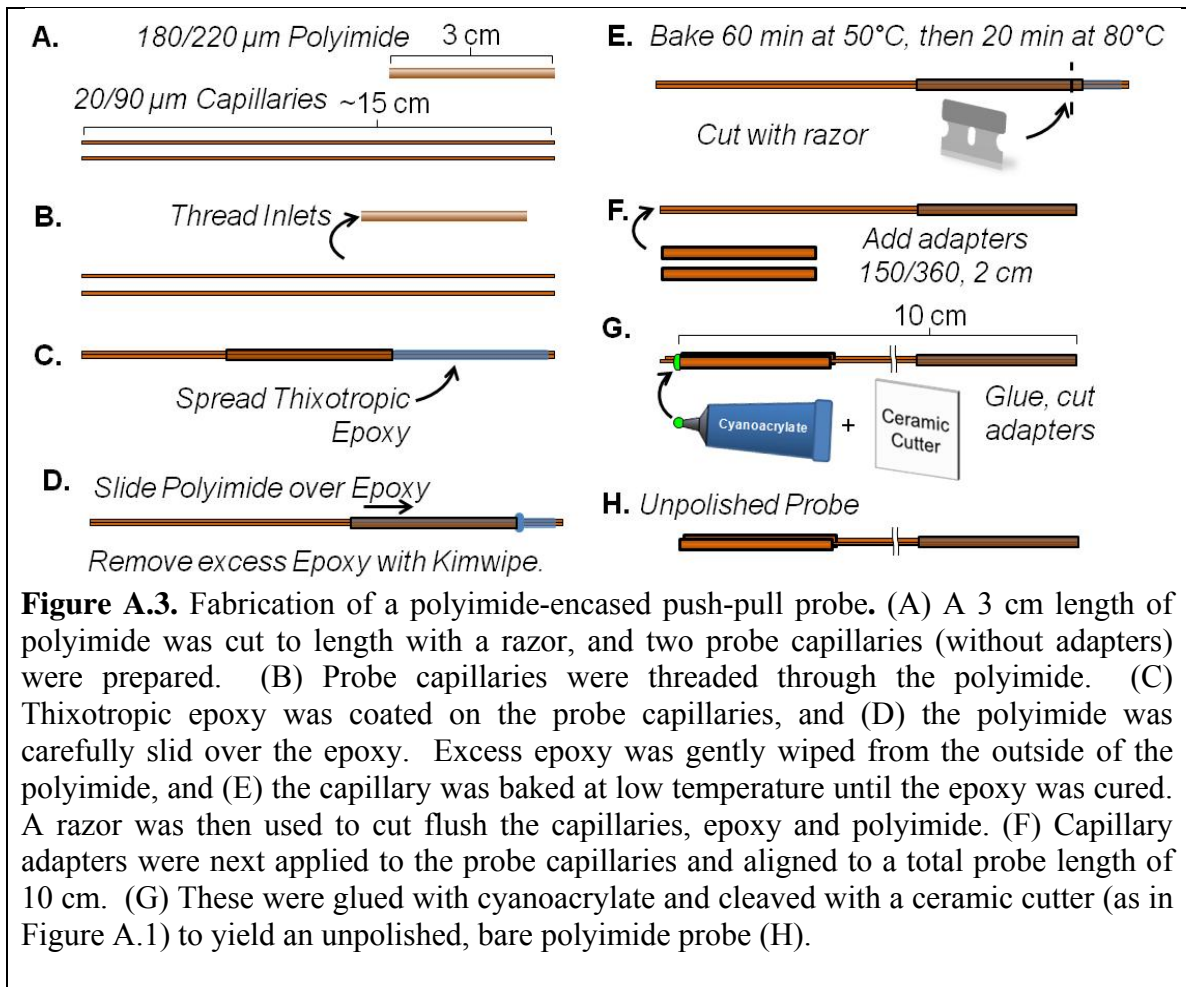 A.
180/220 µm Polyimide
3 cm
20/90 µm Capillaries
~15 cm
B.
Thread Inlets
C.
Spread Thixotropic
Epoxy
D.
Slide Polyimide over Epoxy
Remove excess Epoxy with Kimwipe.
E. Bake 60 min at 50°C, then 20 min at 80°C
Cut with razor
F.
Add adapters
150/360, 2 cm
10 cm
G.
Cyanoacrylate
+
Ceramic
Cutter
Glue, cut
adapters
H. Unpolished Probe
Figure A.3. Fabrication of a polyimide-encased push-pull probe. (A) A 3 cm length of
polyimide was cut to length with a razor, and two probe capillaries (without adapters)
were prepared. (B) Probe capillaries were threaded through the polyimide. (C)
Thixotropic epoxy was coated on the probe capillaries, and (D) the polyimide was
carefully slid over the epoxy. Excess epoxy was gently wiped from the outside of the
polyimide, and (E) the capillary was baked at low temperature until the epoxy was cured.
A razor was then used to cut flush the capillaries, epoxy and polyimide. (F) Capillary
adapters were next applied to the probe capillaries and aligned to a total probe length of
10 cm. (G) These were glued with cyanoacrylate and cleaved with a ceramic cutter (as in
Figure A.1) to yield an unpolished, bare polyimide probe (H).